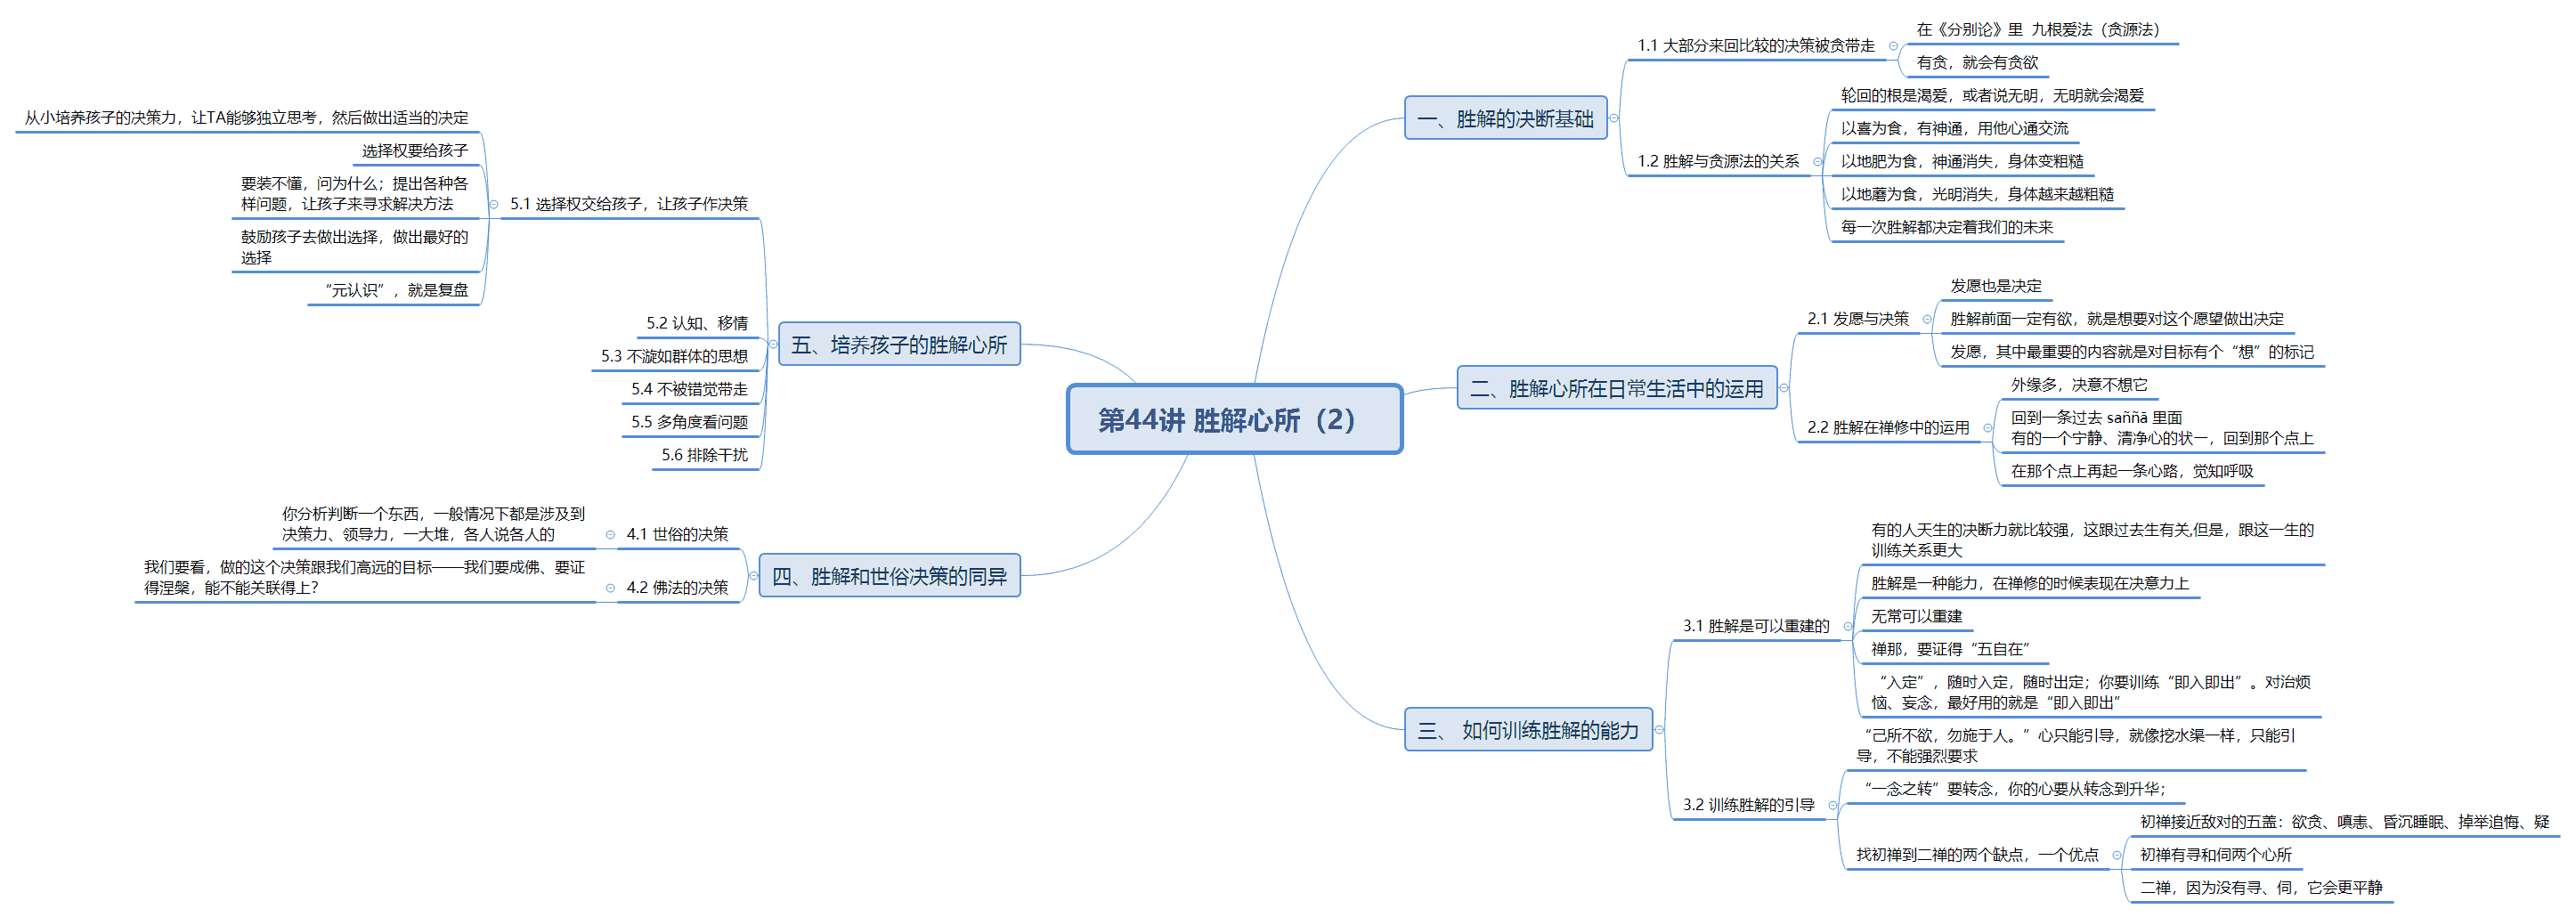 第44讲 胜解心所（2）
一、胜解的决断基础
1.1 大部分来回比较的决策被贪带走
在《分别论》里 九根爱法（贪源法）
有贪，就会有贪欲
1.2 胜解与贪源法的关系
轮回的根是渴爱，或者说无明，无明就会渴爱
以喜为食，有神通，用他心通交流
以地肥为食，神通消失，身体变粗糙
以地蘑为食，光明消失，身体越来越粗糙
每一次胜解都决定着我们的未来
二、胜解心所在日常生活中的运用
2.1 发愿与决策
发愿也是决定
胜解前面一定有欲，就是想要对这个愿望做出决定
发愿，其中最重要的内容就是对目标有个“想”的标记
2.2 胜解在禅修中的运用
外缘多，决意不想它
回到一条过去 saññā 里面
有的一个宁静、清净心的状一，回到那个点上
在那个点上再起一条心路，觉知呼吸
三、 如何训练胜解的能力
3.1 胜解是可以重建的
有的人天生的决断力就比较强，这跟过去生有关,但是，跟这一生的
训练关系更大
胜解是一种能力，在禅修的时候表现在决意力上
无常可以重建
禅那，要证得“五自在”
“入定”，随时入定，随时出定；你要训练“即入即出”。对治烦
恼、妄念，最好用的就是“即入即出”
3.2 训练胜解的引导
“己所不欲，勿施于人。”心只能引导，就像挖水渠一样，只能引
导，不能强烈要求
“一念之转”要转念，你的心要从转念到升华；
找初禅到二禅的两个缺点，一个优点
初禅接近敌对的五盖：欲贪、嗔恚、昏沉睡眠、掉举追悔、疑
初禅有寻和伺两个心所
二禅，因为没有寻、伺，它会更平静
四、胜解和世俗决策的同异
4.1 世俗的决策
你分析判断一个东西，一般情况下都是涉及到
决策力、领导力，一大堆，各人说各人的
4.2 佛法的决策
我们要看，做的这个决策跟我们高远的目标——我们要成佛、要证
得涅槃，能不能关联得上？
五、培养孩子的胜解心所
5.1 选择权交给孩子，让孩子作决策
从小培养孩子的决策力，让TA能够独立思考，然后做出适当的决定
选择权要给孩子
要装不懂，问为什么；提出各种各
样问题，让孩子来寻求解决方法
鼓励孩子去做出选择，做出最好的
选择
“元认识”，就是复盘
5.2 认知、移情
5.3 不漩如群体的思想
5.4 不被错觉带走
5.5 多角度看问题
5.6 排除干扰